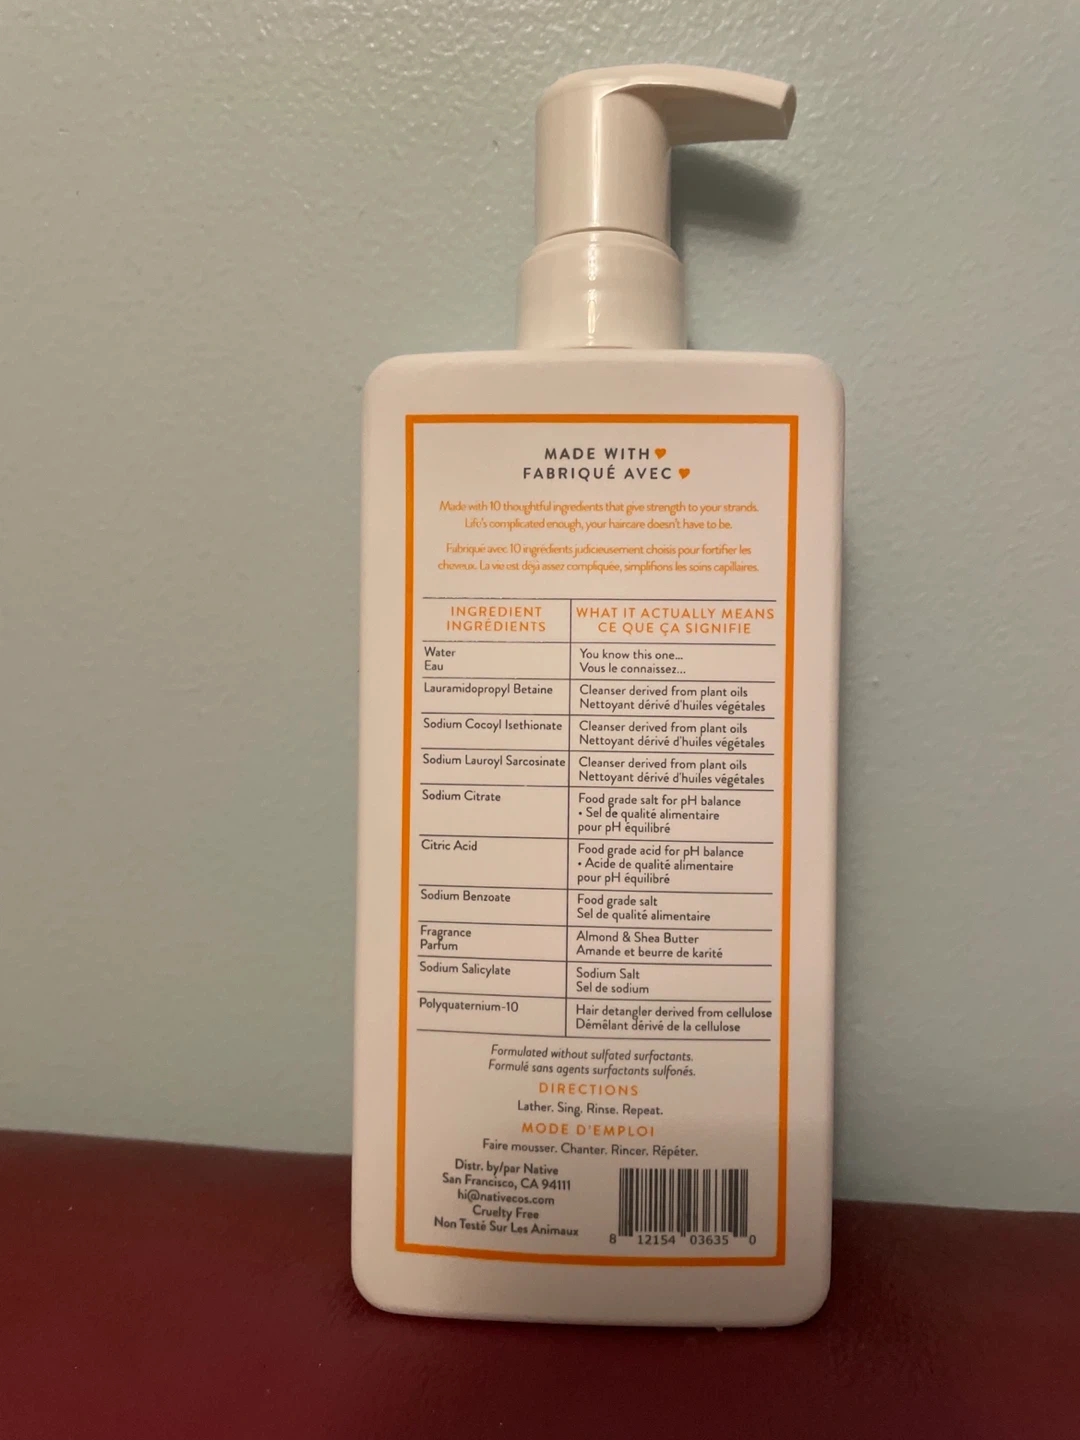 MADE WITH
FABRIQUÉ AVEC
Made with 10 thoughtful ingredients that give strength to your strands.
Life's complicated enough, your haircare doesn't have to be.
Fabriqué avec 10 ingrédients judicieusement choisis pour fortifier les
cheveux. La vie est déjà assez compliquée, simplifions les soins capillaires.
INGREDIENT
INGRÉDIENTS
WHAT IT ACTUALLY MEANS
CE QUE ÇA SIGNIFIE
Water
Eau
You know this one...
Vous le connaissez...
Lauramidopropyl Betaine
Cleanser derived from plant oils
Nettoyant dérivé d'huiles végétales
Sodium Cocoyl Isethionate
Cleanser derived from plant oils
Nettoyant dérivé d'huiles végétales
Sodium Lauroyl Sarcosinate
Cleanser derived from plant oils
Nettoyant dérivé d'huiles végétales
Sodium Citrate
Food grade salt for pH balance
• Sel de qualité alimentaire
pour pH équilibré
Citric Acid
Food grade acid for pH balance
• Acide de qualité alimentaire
pour pH équilibré
Sodium Benzoate
Food grade salt
Sel de qualité alimentaire
Fragrance
Parfum
Almond & Shea Butter
Amande et beurre de karité
Sodium Salicylate
Sodium Salt
Sel de sodium
Polyquaternium-10
Hair detangler derived from cellulose
Démêlant dérivé de la cellulose
Formulated without sulfated surfactants.
Formulé sans agents surfactants sulfonés.
DIRECTIONS
Lather. Sing. Rinse. Repeat.
MODE D'EMPLOI
Faire mousser. Chanter. Rincer. Répéter.
Distr. by/par Native
San Francisco, CA 94111
hi@nativecos.com
Cruelty Free
Non Testé Sur Les Animaux
8 12154 03635 0